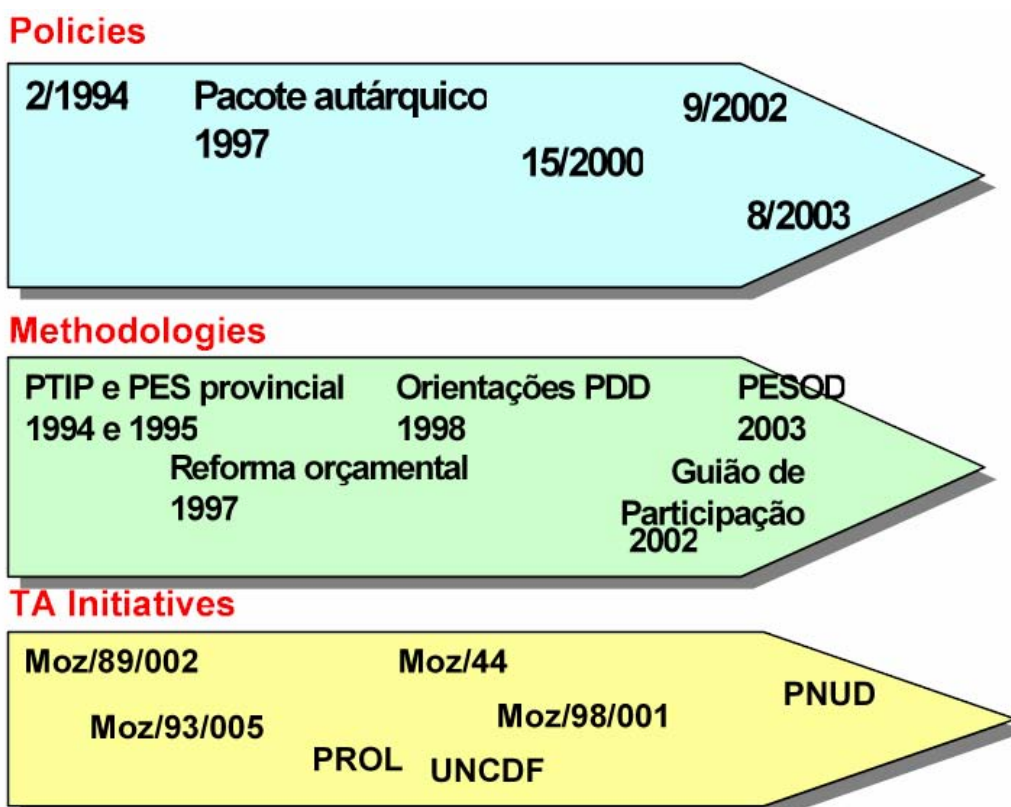 Policies
2/1994
Pacote autárquico
1997
9/2002
15/2000
8/2003
Methodologies
PTIP e PES provincial
1994 e 1995
Orientações PDD
1998
PESOD
2003
Reforma orçamental
1997
Guião de
Participação
2002
TA Initiatives
Moz/89/002
Moz/44
PNUD
Moz/93/005
Moz/98/001
PROL
UNCDF